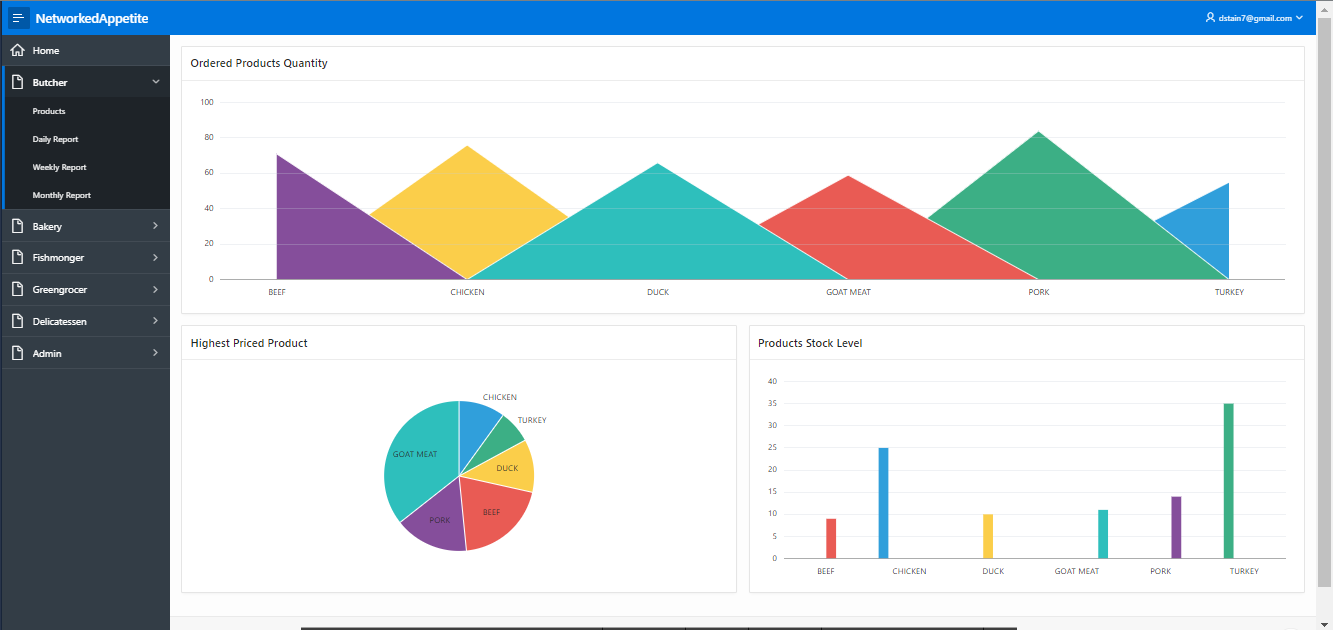 NetworkedAppetite
dstain7@gmail.com
Home
Butcher
Products
Daily Report
Weekly Report
Monthly Report
Bakery
Fishmonger
Greengrocer
Delicatessen
Admin
Ordered Products Quantity
100
80
60
40
20
0
BEEF CHICKEN DUCK GOAT MEAT PORK TURKEY
Highest Priced Product
CHICKEN
TURKEY
GOAT MEAT
DUCK
BEEF
PORK
Products Stock Level
40
35
30
25
20
15
10
5
0
BEEF CHICKEN DUCK GOAT MEAT PORK TURKEY